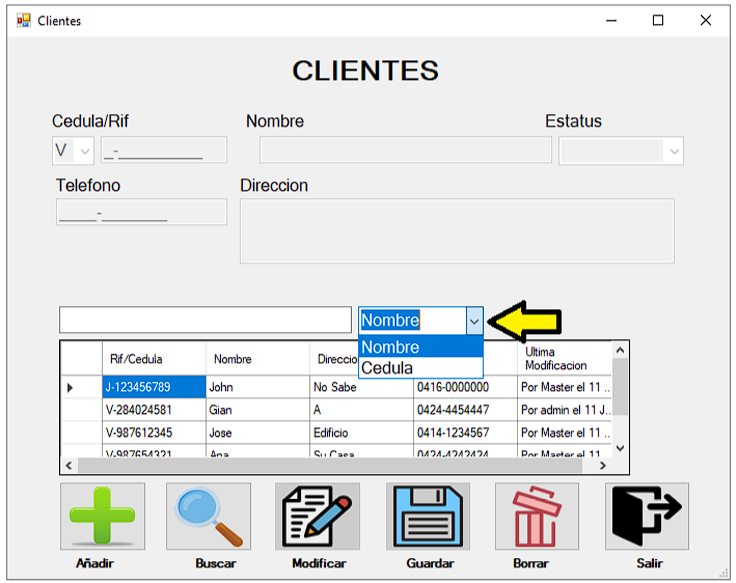 Clientes
CLIENTES
Cedula/Rif Nombre Estatus
V _-__________
Telefono Direccion
____-_______
Nombre
Nombre
Cedula
Rif/Cedula Nombre Direccio Ultima Modificacion
J-123456789 John No Sabe 0416-0000000 Por Master el 11 ..
V-284024581 Gian A 0424-4454447 Por admin el 11 J..
V-987612345 Jose Edificio 0414-1234567 Por Master el 11 ..
V-987654321 Ana Su Casa 0424-4242424 Por Master el 11
Añadir Buscar Modificar Guardar Borrar Salir